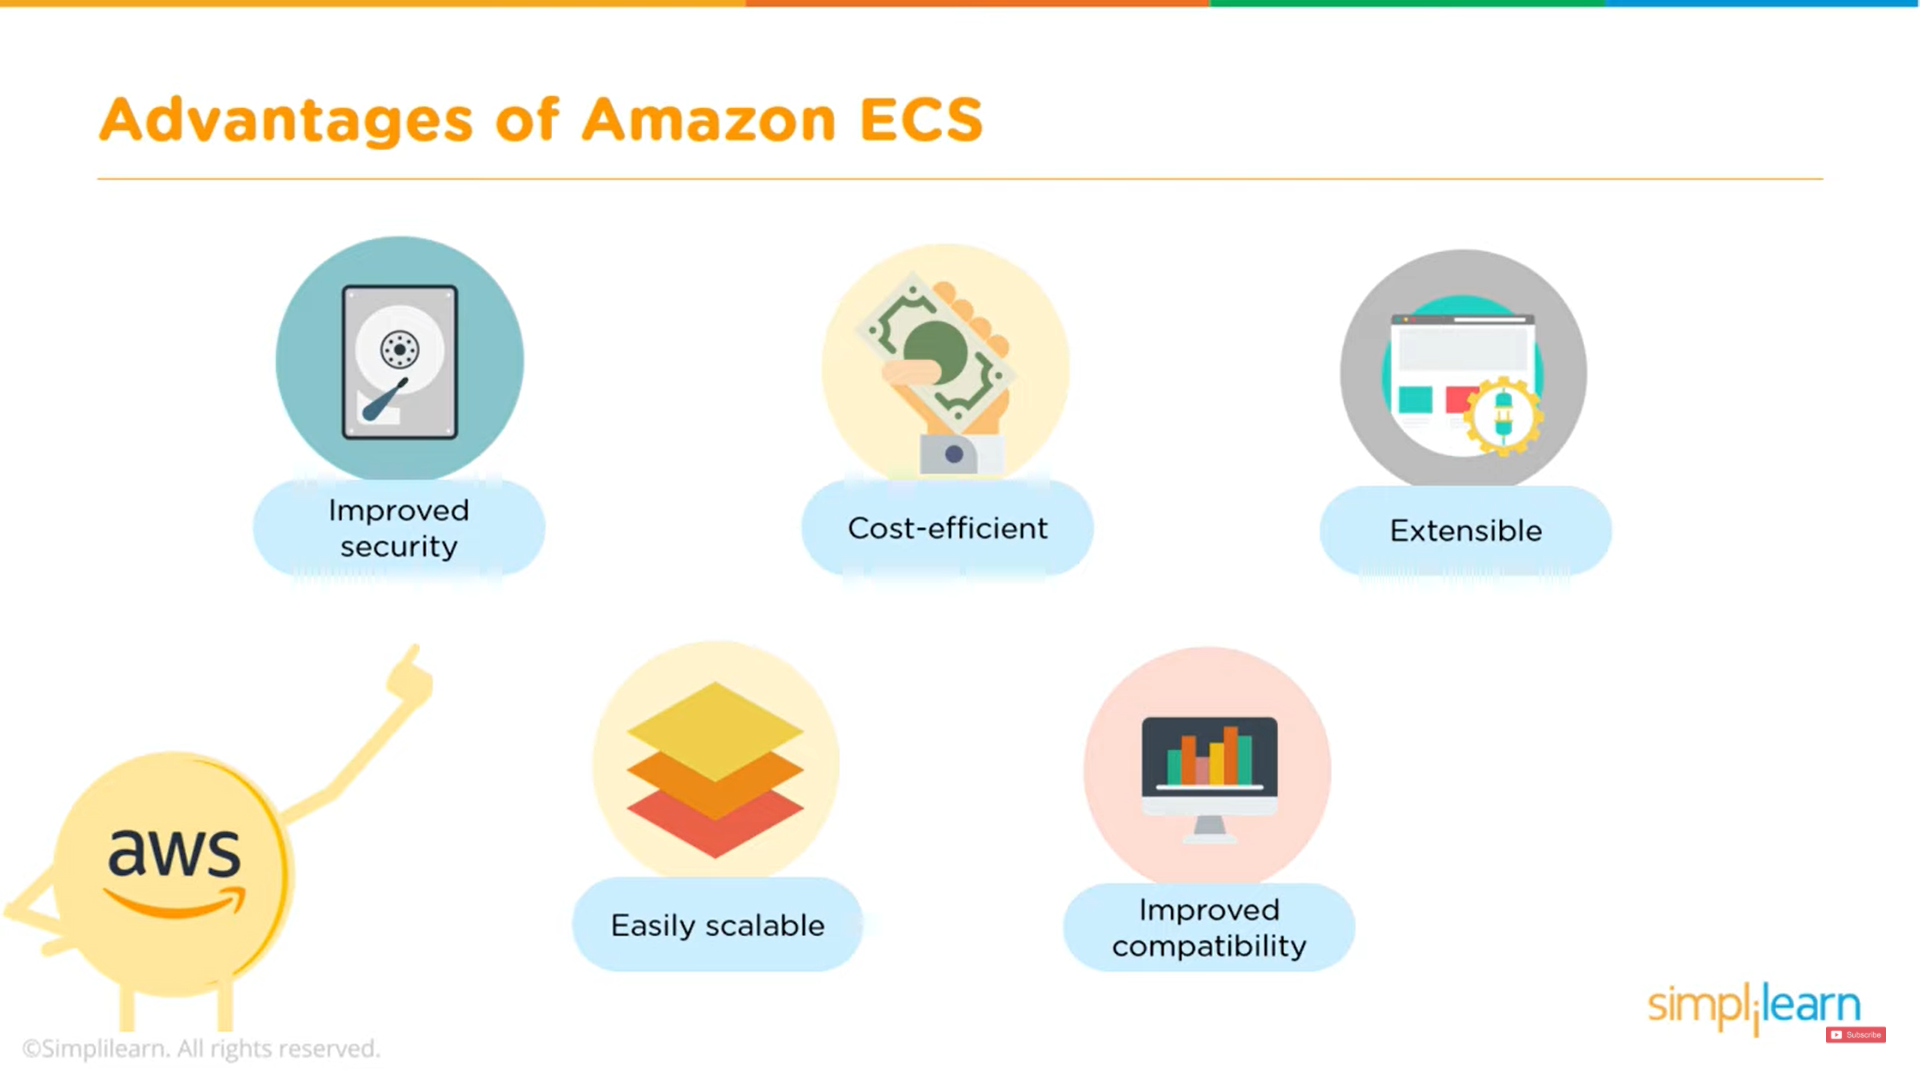 Advantages of Amazon ECS
Improved
security
Cost-efficient
Extensible
Easily scalable
Improved
compatibility
aws
simplilearn
Subscribe
©Simplilearn. All rights reserved.